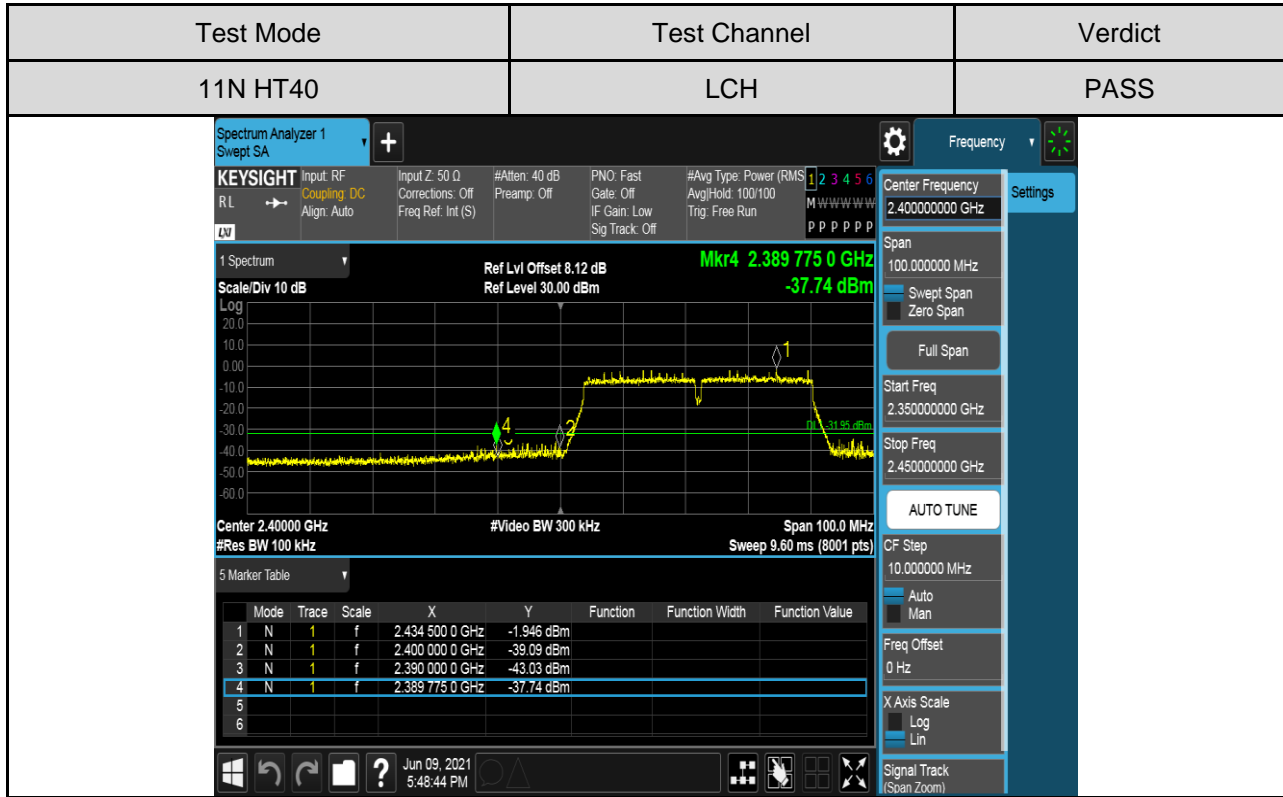 Test Mode Test Channel Verdict
11N HT40 LCH PASS
Spectrum Analyzer 1
Swept SA
Frequency
KEYSIGHT
RL
LXI
Input: RF
Coupling: DC
Align: Auto
Input Z: 50 Ω
Corrections: Off
Freq Ref: Int (S)
#Atten: 40 dB
Preamp: Off
PNO: Fast
Gate: Off
IF Gain: Low
Sig Track: Off
#Avg Type: Power (RMS
Avg|Hold: 100/100
Trig: Free Run
1 2 3 4 5 6
M W W W W W
P P P P P P
1 Spectrum
Scale/Div 10 dB
Ref Lvl Offset 8.12 dB
Ref Level 30.00 dBm
Mkr4 2.389 775 0 GHz
-37.74 dBm
Log
20.0
10.0
0.00
-10.0
-20.0
-30.0
-40.0
-50.0
-60.0
1
4
2
DL1 -31.95 dBm
Center 2.40000 GHz
#Res BW 100 kHz
#Video BW 300 kHz
Span 100.0 MHz
Sweep 9.60 ms (8001 pts)
5 Marker Table
Mode Trace Scale X Y Function Function Width Function Value
1 N 1 f 2.434 500 0 GHz -1.946 dBm
2 N 1 f 2.400 000 0 GHz -39.09 dBm
3 N 1 f 2.390 000 0 GHz -43.03 dBm
4 N 1 f 2.389 775 0 GHz -37.74 dBm
5
6
?
Jun 09, 2021
5:48:44 PM
Center Frequency
2.400000000 GHz
Settings
Span
100.000000 MHz
Swept Span
Zero Span
Full Span
Start Freq
2.350000000 GHz
Stop Freq
2.450000000 GHz
AUTO TUNE
CF Step
10.000000 MHz
Auto
Man
Freq Offset
0 Hz
X Axis Scale
Log
Lin
Signal Track
(Span Zoom)